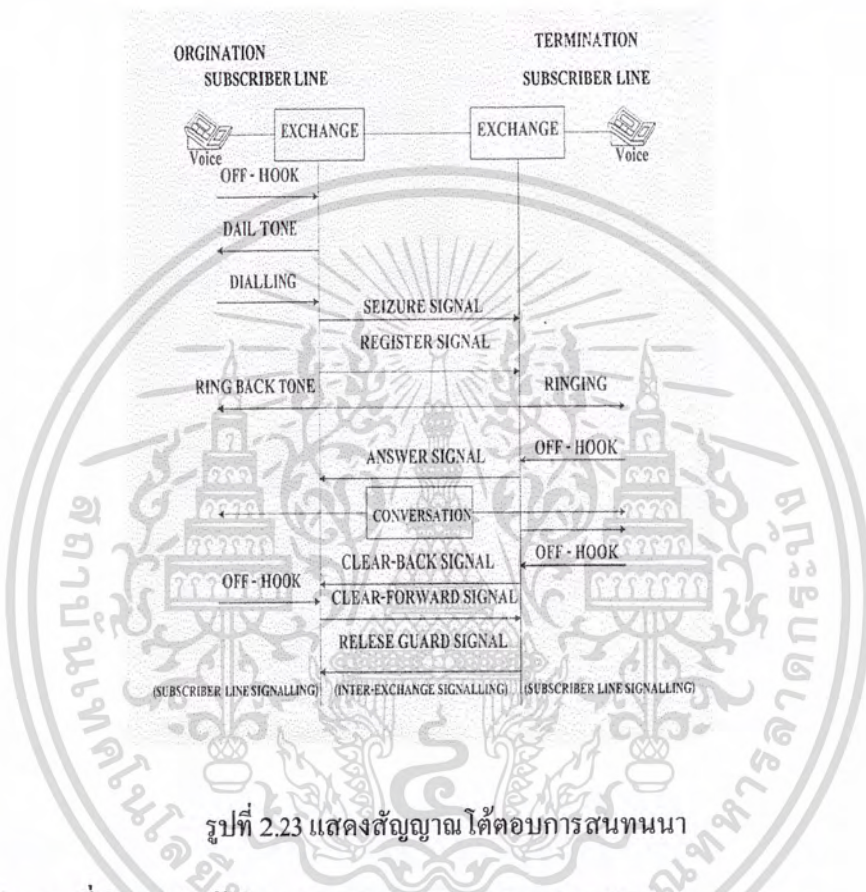 ORGINATION
SUBSCRIBER LINE
TERMINATION
SUBSCRIBER LINE
EXCHANGE
EXCHANGE
Voice
Voice
OFF - HOOK
DAIL TONE
DIALLING
SEIZURE SIGNAL
REGISTER SIGNAL
RING BACK TONE
RINGING
OFF - HOOK
ANSWER SIGNAL
CONVERSATION
OFF - HOOK
CLEAR-BACK SIGNAL
OFF - HOOK
CLEAR-FORWARD SIGNAL
RELESE GUARD SIGNAL
(SUBSCRIBER LINE SIGNALLING)
(INTER-EXCHANGE SIGNALLING)
(SUBSCRIBER LINE SIGNALLING)
รูปที่ 2.23 แสดงสัญญาณโต้ตอบการสนทนนา